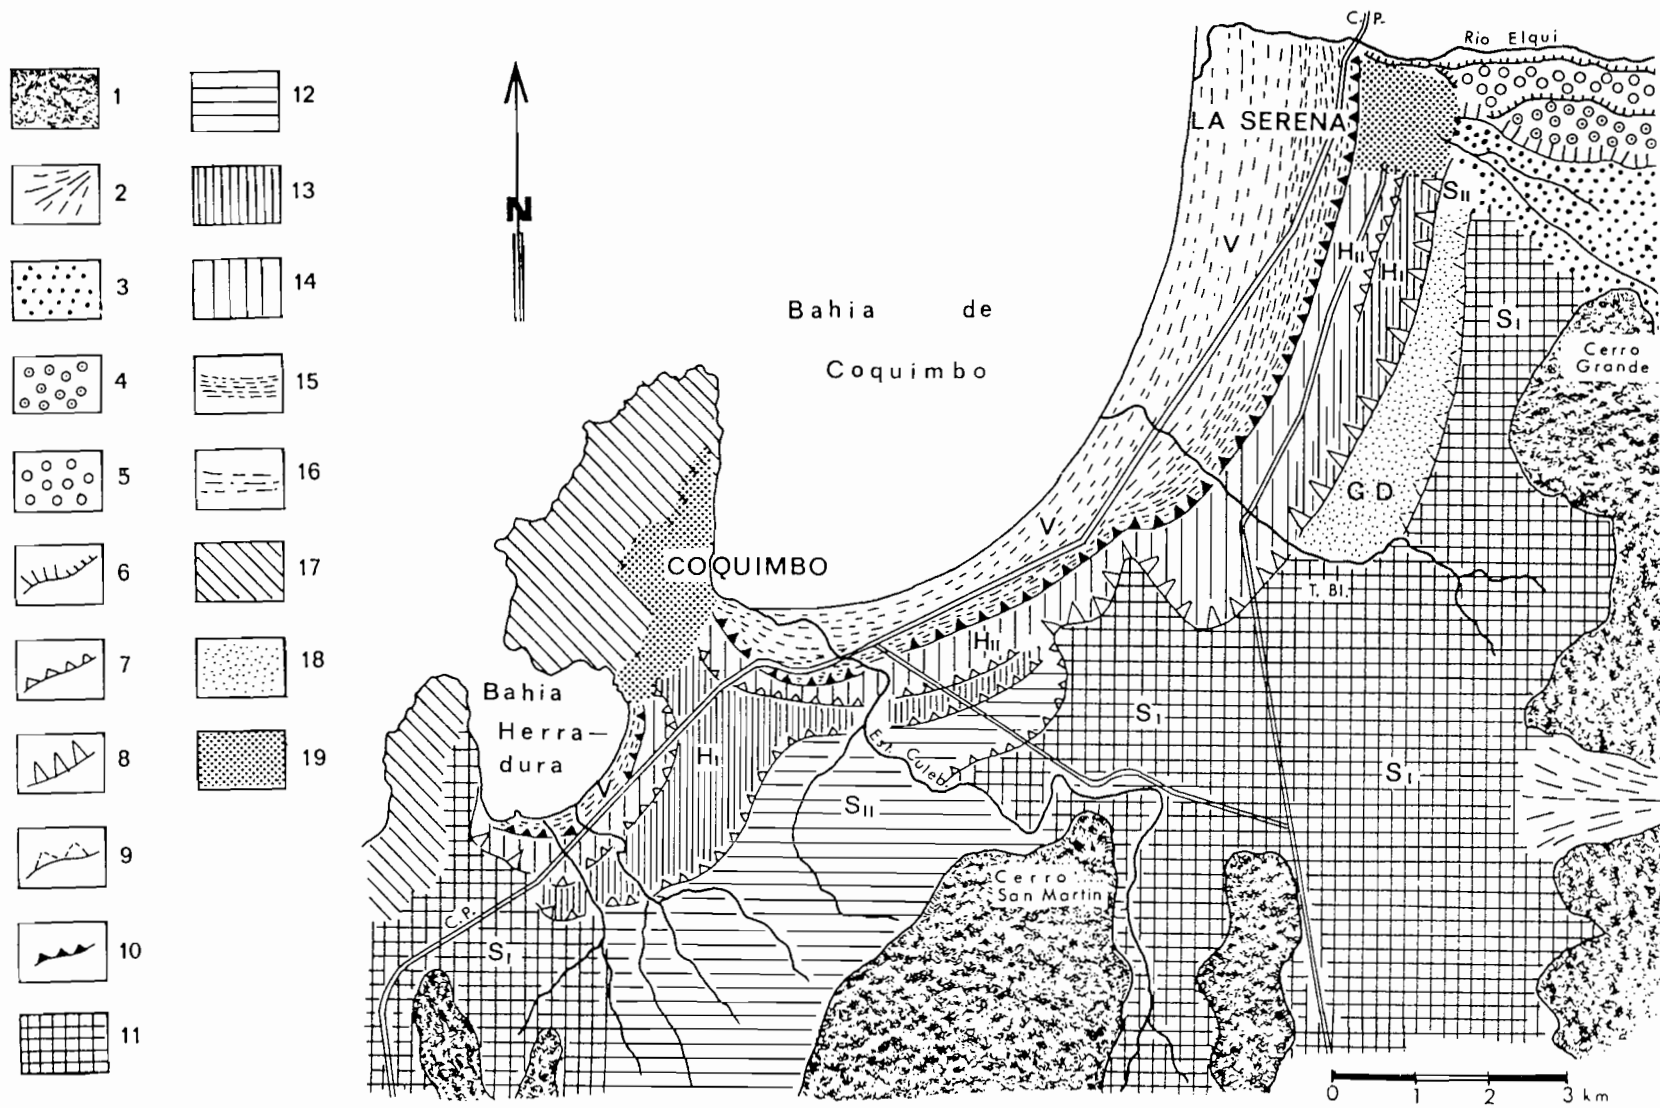 C. P.
Río Elqui
1
12
LA SERENA
2
13
N
S II
V
H II
H I
3
14
Bahia de
S I
Coquimbo
Cerro
Grande
4
15
5
16
G D
V
6
17
COQUIMBO
T. Bl.
7
18
H II
Bahia
Herra-
dura
S I
8
19
H I
Est. Culeb.
S I
V
S II
9
Cerro
San Martin
C. P.
10
S I
11
0 1 2 3 km